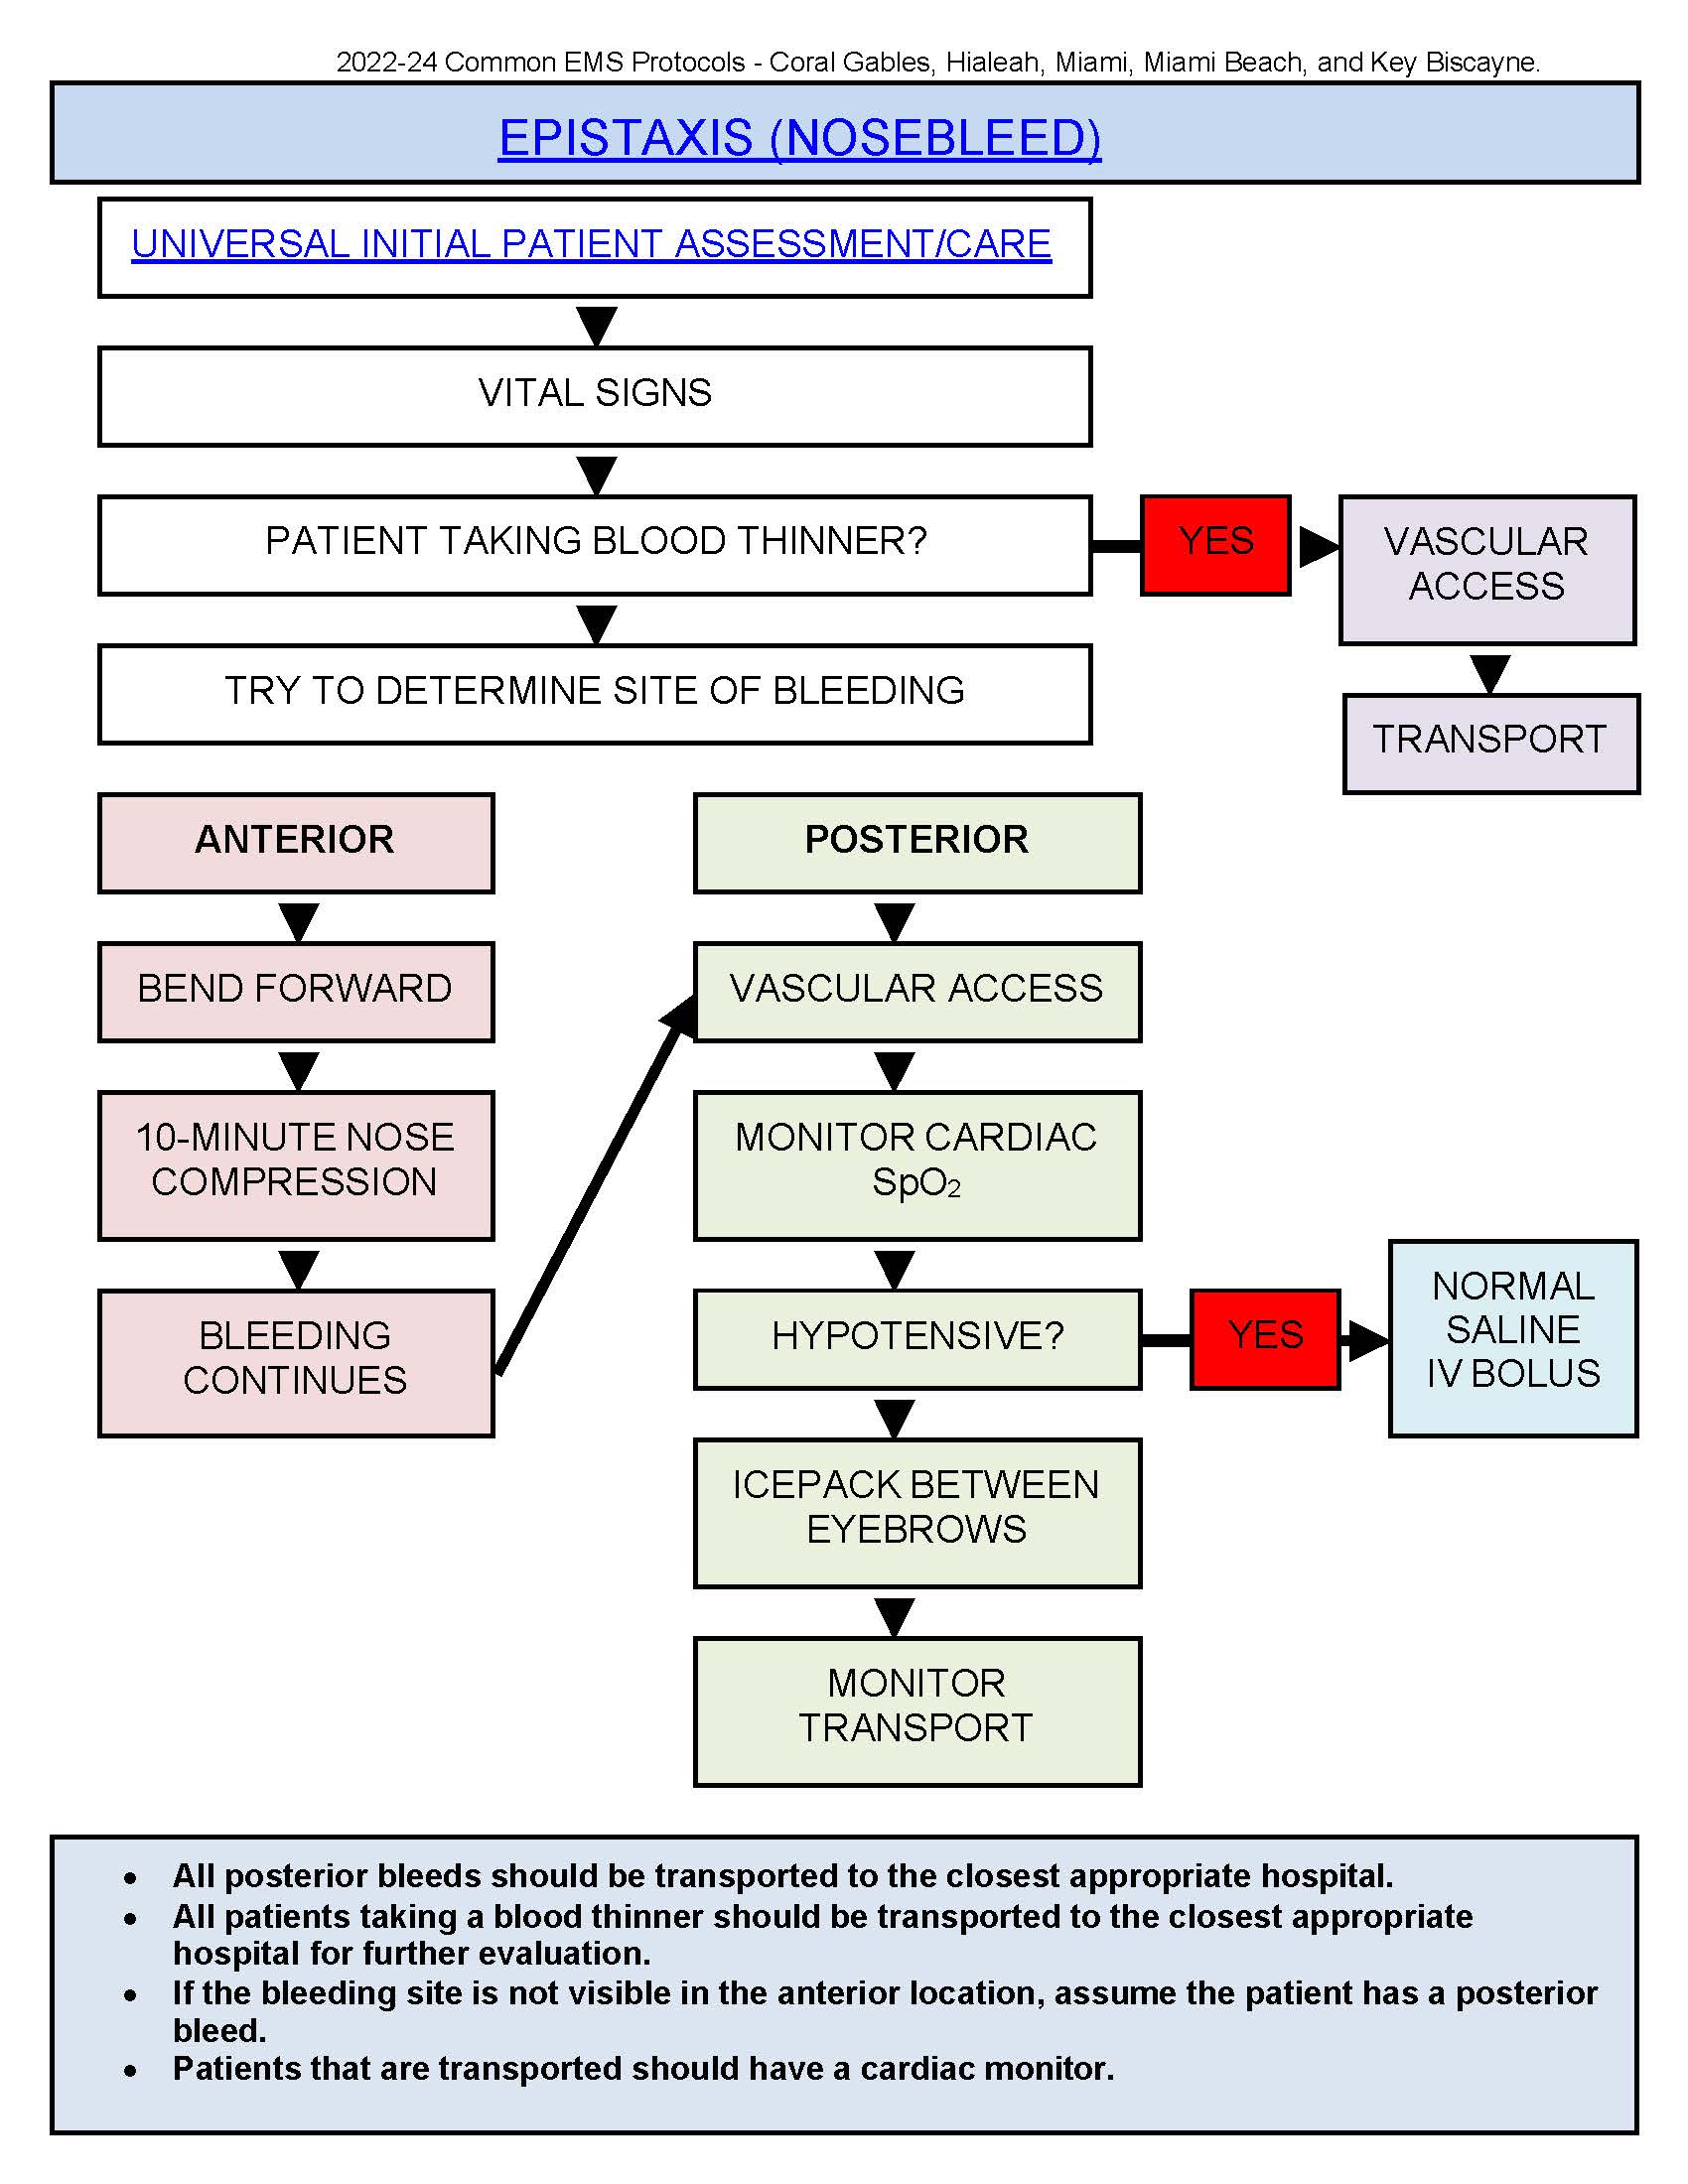 2022-24 Common EMS Protocols - Coral Gables, Hialeah, Miami, Miami Beach, and Key Biscayne.
EPISTAXIS (NOSEBLEED)
UNIVERSAL INITIAL PATIENT ASSESSMENT/CARE
VITAL SIGNS
PATIENT TAKING BLOOD THINNER?
YES
VASCULAR
ACCESS
TRANSPORT
TRY TO DETERMINE SITE OF BLEEDING
ANTERIOR
BEND FORWARD
10-MINUTE NOSE
COMPRESSION
BLEEDING
CONTINUES
POSTERIOR
VASCULAR ACCESS
MONITOR CARDIAC
SpO₂
HYPOTENSIVE?
YES
NORMAL
SALINE
IV BOLUS
ICEPACK BETWEEN
EYEBROWS
MONITOR
TRANSPORT
• All posterior bleeds should be transported to the closest appropriate hospital.
• All patients taking a blood thinner should be transported to the closest appropriate
hospital for further evaluation.
• If the bleeding site is not visible in the anterior location, assume the patient has a posterior
bleed.
• Patients that are transported should have a cardiac monitor.